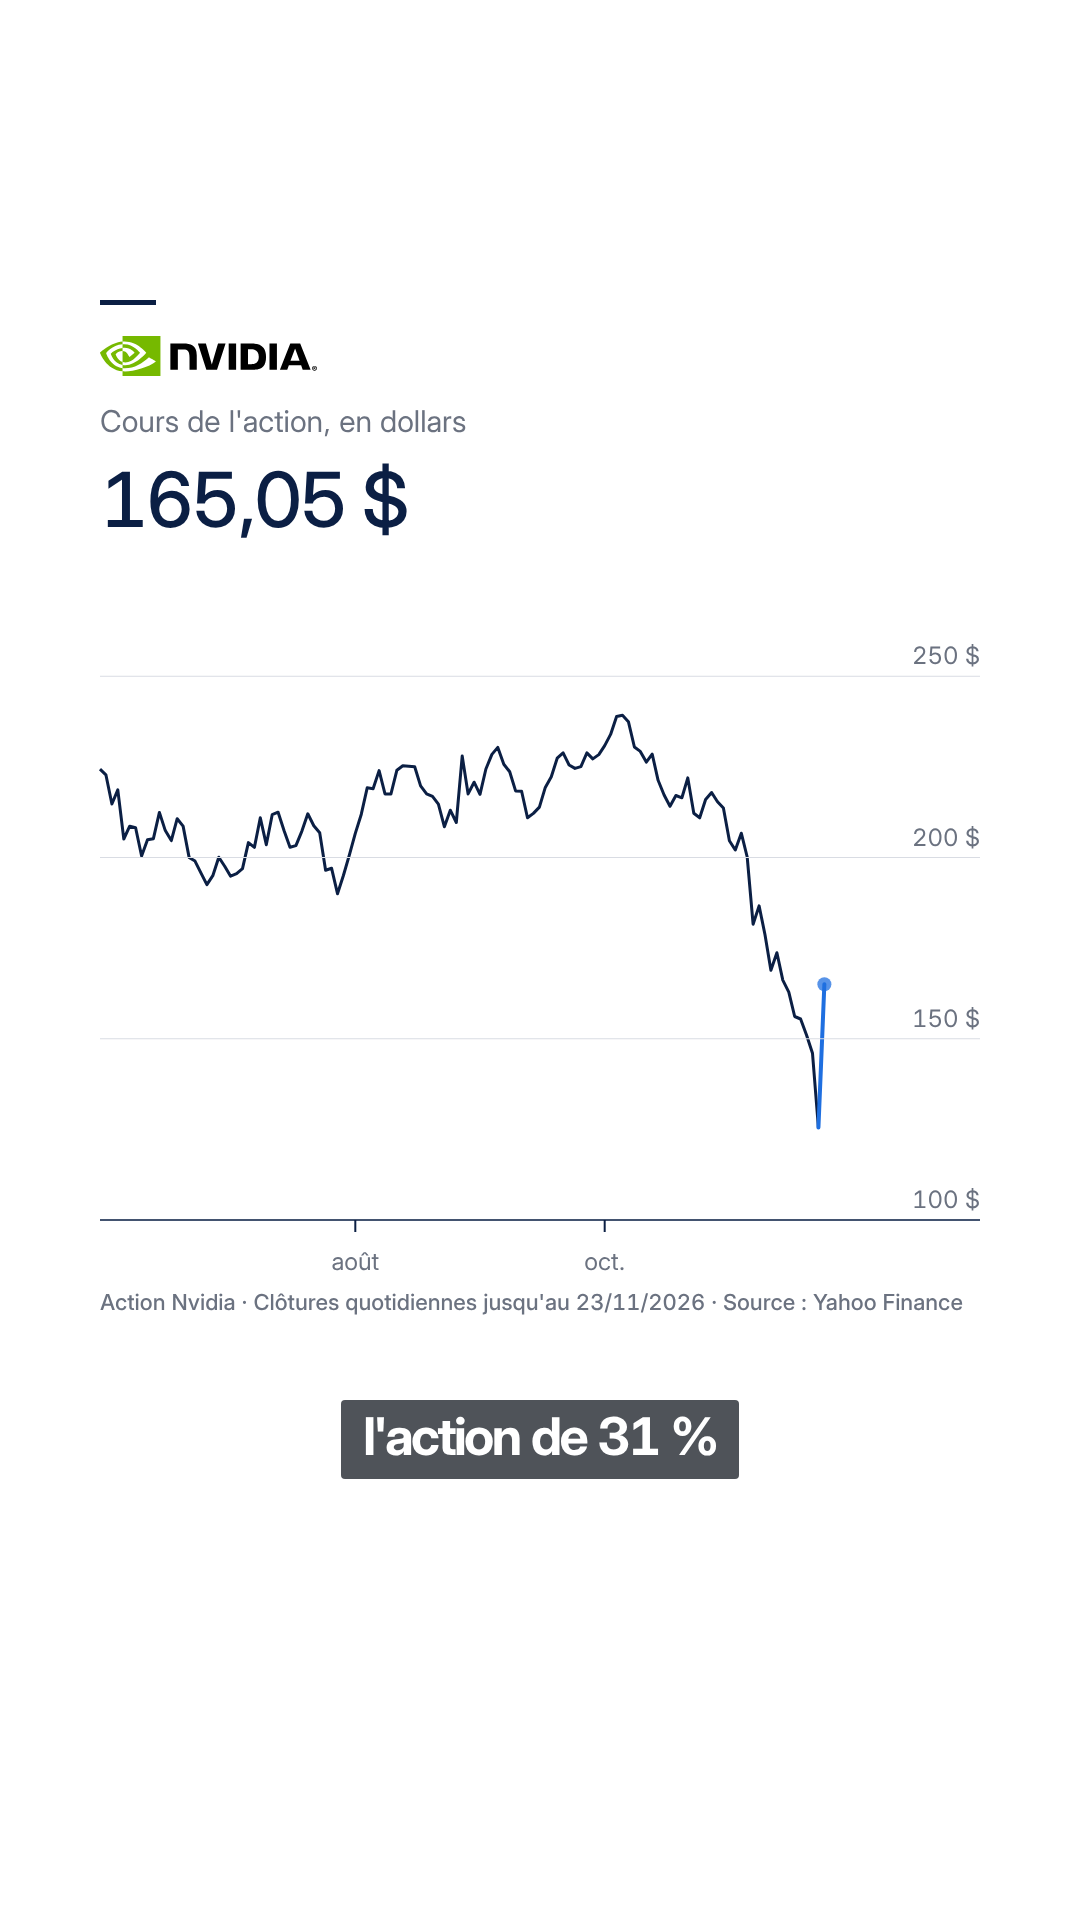 NVIDIA®
Cours de l'action, en dollars
165,05 $
250 $
200 $
150 $
100 $
août oct.
Action Nvidia · Clôtures quotidiennes jusqu'au 23/11/2026 · Source : Yahoo Finance
l'action de 31 %